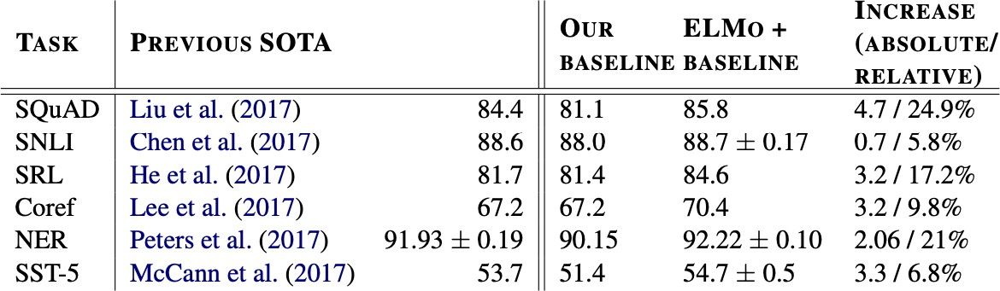 TASK PREVIOUS SOTA OUR BASELINE ELMO + BASELINE INCREASE (ABSOLUTE/ RELATIVE)
SQuAD Liu et al. (2017) 84.4 81.1 85.8 4.7 / 24.9%
SNLI Chen et al. (2017) 88.6 88.0 88.7 ± 0.17 0.7 / 5.8%
SRL He et al. (2017) 81.7 81.4 84.6 3.2 / 17.2%
Coref Lee et al. (2017) 67.2 67.2 70.4 3.2 / 9.8%
NER Peters et al. (2017) 91.93 ± 0.19 90.15 92.22 ± 0.10 2.06 / 21%
SST-5 McCann et al. (2017) 53.7 51.4 54.7 ± 0.5 3.3 / 6.8%